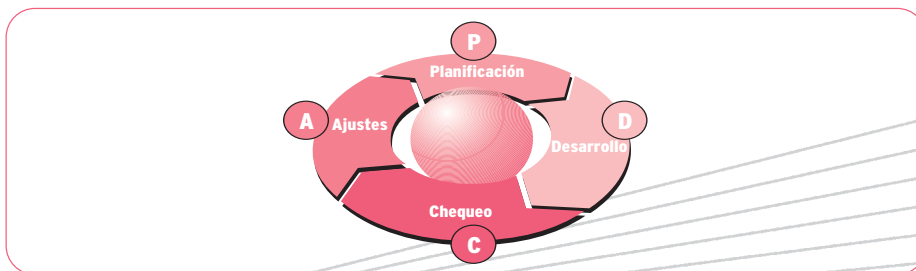 P
Planificación
A
Ajustes
D
Desarrollo
Chequeo
C